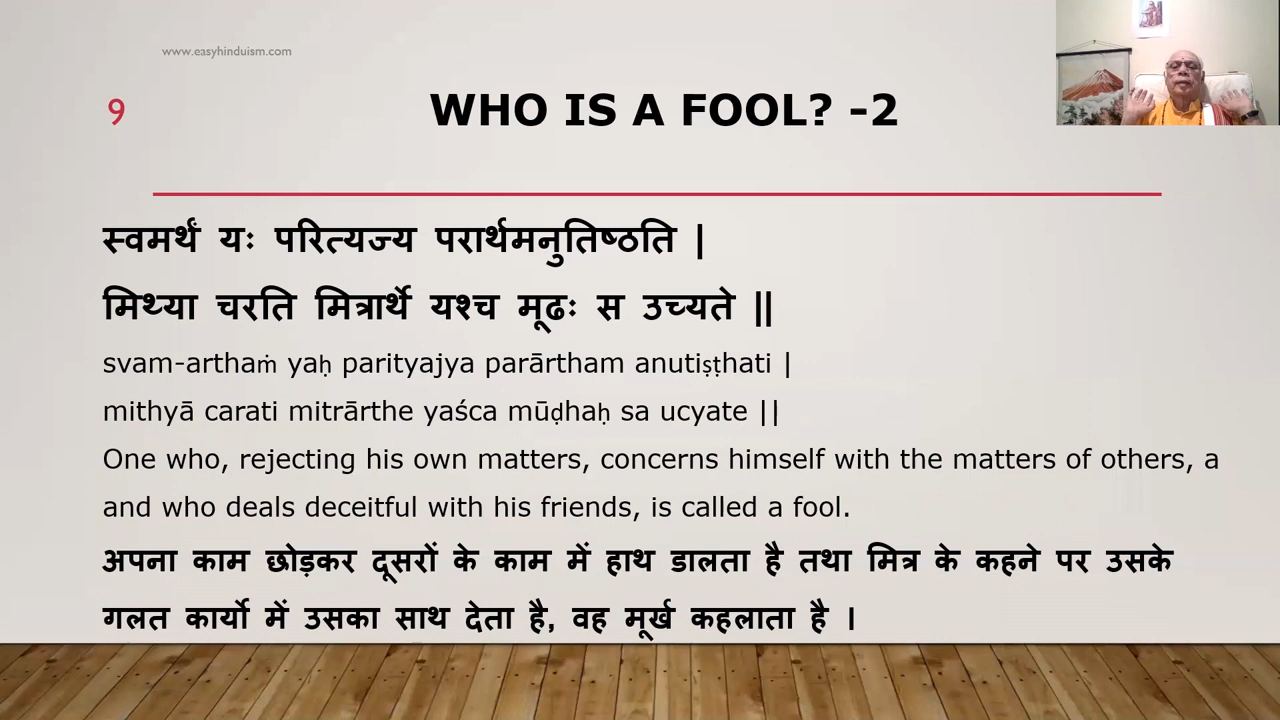 www.easyhinduism.com
9
WHO IS A FOOL? -2
स्वमर्थं यः परित्यज्य परार्थमनुतिष्ठति |
मिथ्या चरति मित्रार्थे यश्च मूढः स उच्यते ||
svam-arthaṁ yaḥ parityajya parārtham anutiṣṭhati |
mithyā carati mitrārthe yaśca mūḍhaḥ sa ucyate ||
One who, rejecting his own matters, concerns himself with the matters of others, a
and who deals deceitful with his friends, is called a fool.
अपना काम छोड़कर दूसरों के काम में हाथ डालता है तथा मित्र के कहने पर उसके
गलत कार्यो में उसका साथ देता है, वह मूर्ख कहलाता है ।